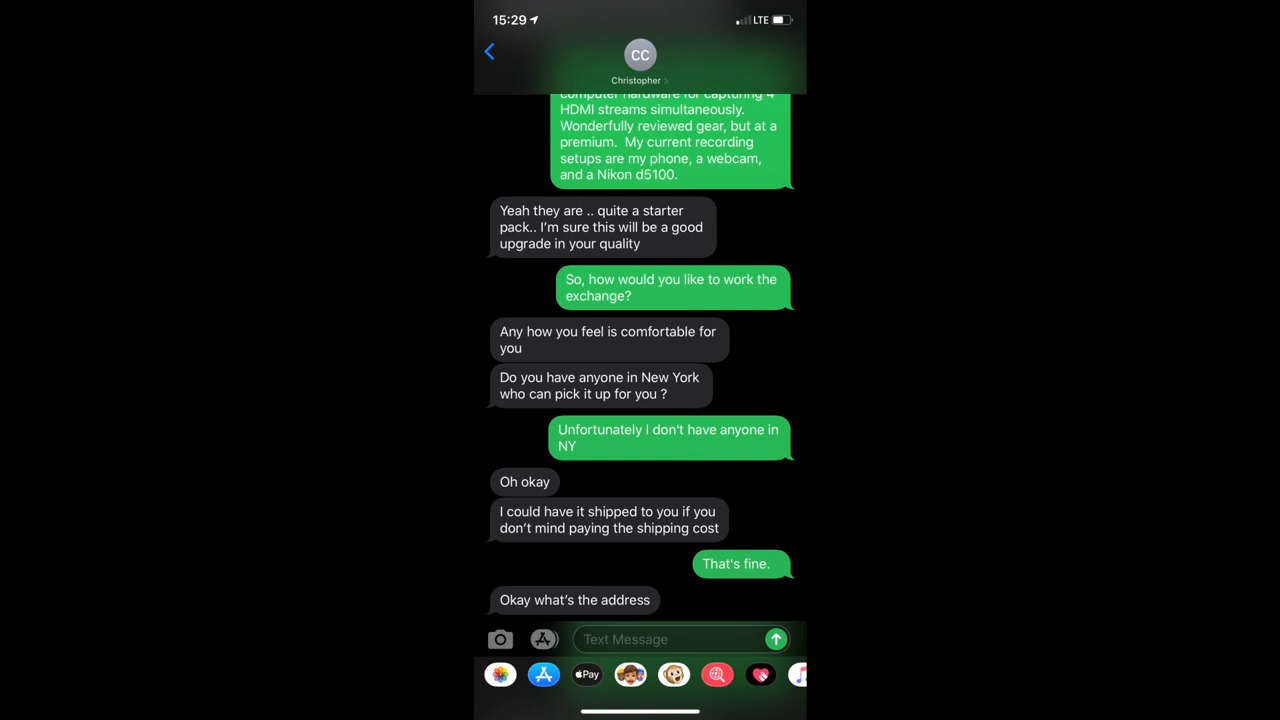 15:29
LTE
CC
Christopher
computer hardware for capturing 4
HDMI streams simultaneously.
Wonderfully reviewed gear, but at a
premium.  My current recording
setups are my phone, a webcam,
and a Nikon d5100.
Yeah they are .. quite a starter
pack.. I’m sure this will be a good
upgrade in your quality
So, how would you like to work the
exchange?
Any how you feel is comfortable for
you
Do you have anyone in New York
who can pick it up for you ?
Unfortunately I don't have anyone in
NY
Oh okay
I could have it shipped to you if you
don’t mind paying the shipping cost
That's fine.
Okay what’s the address
Text Message
Pay